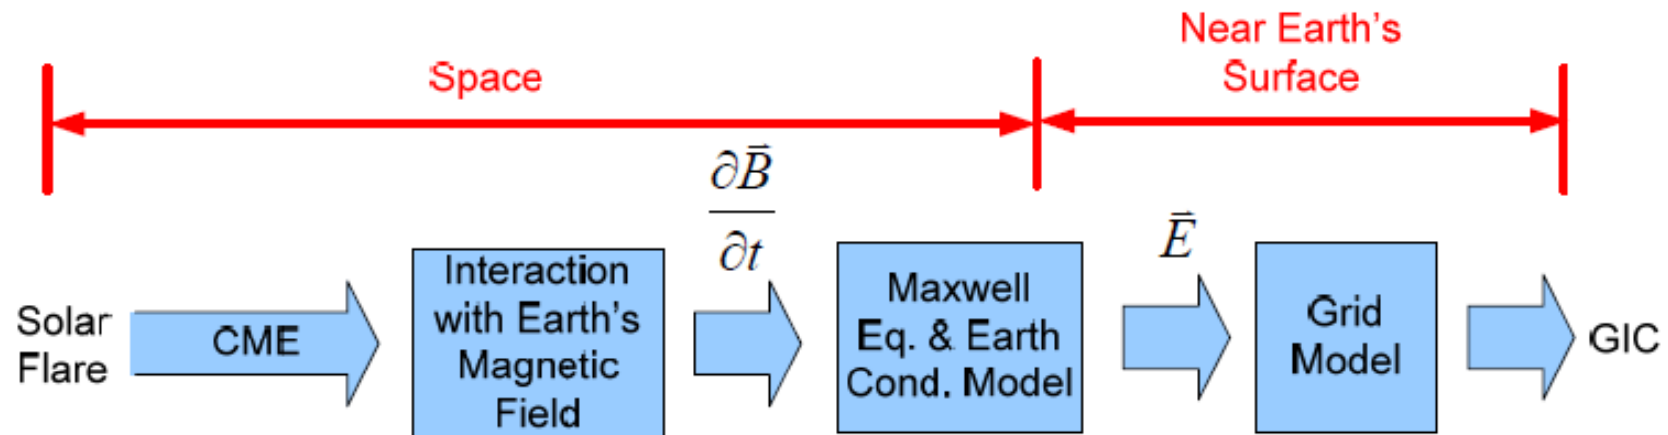 Space
Near Earth's
Surface
∂B⃗
∂t
E⃗
Solar
Flare
CME
Interaction
with Earth's
Magnetic
Field
Maxwell
Eq. & Earth
Cond. Model
Grid
Model
GIC